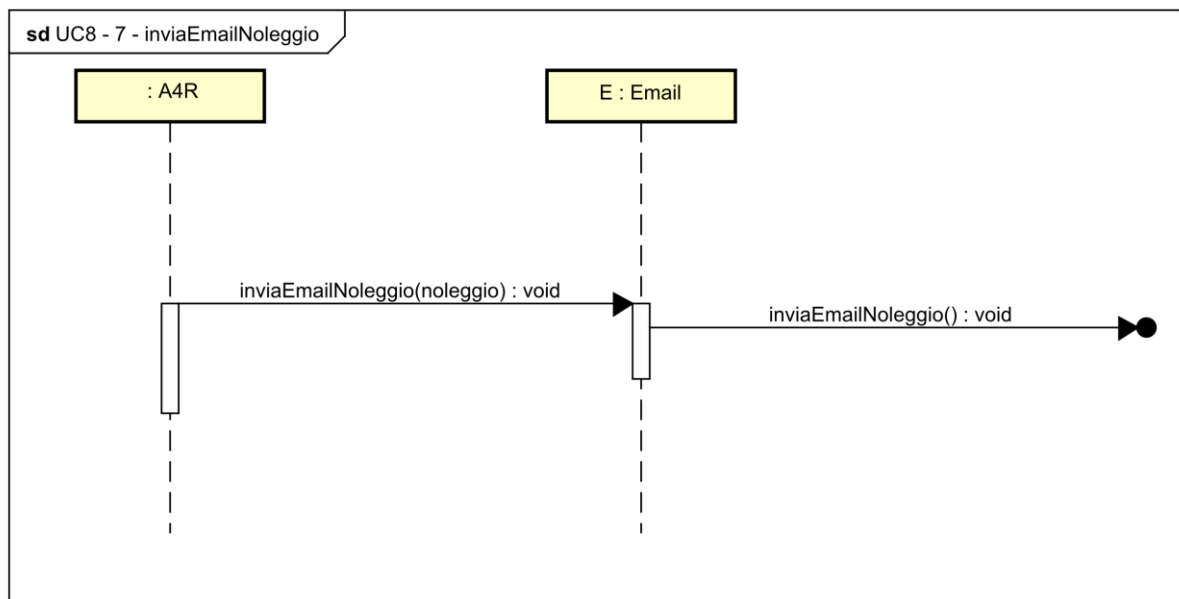 sd UC8 - 7 - inviaEmailNoleggio
: A4R
E : Email
inviaEmailNoleggio(noleggio) : void
inviaEmailNoleggio() : void